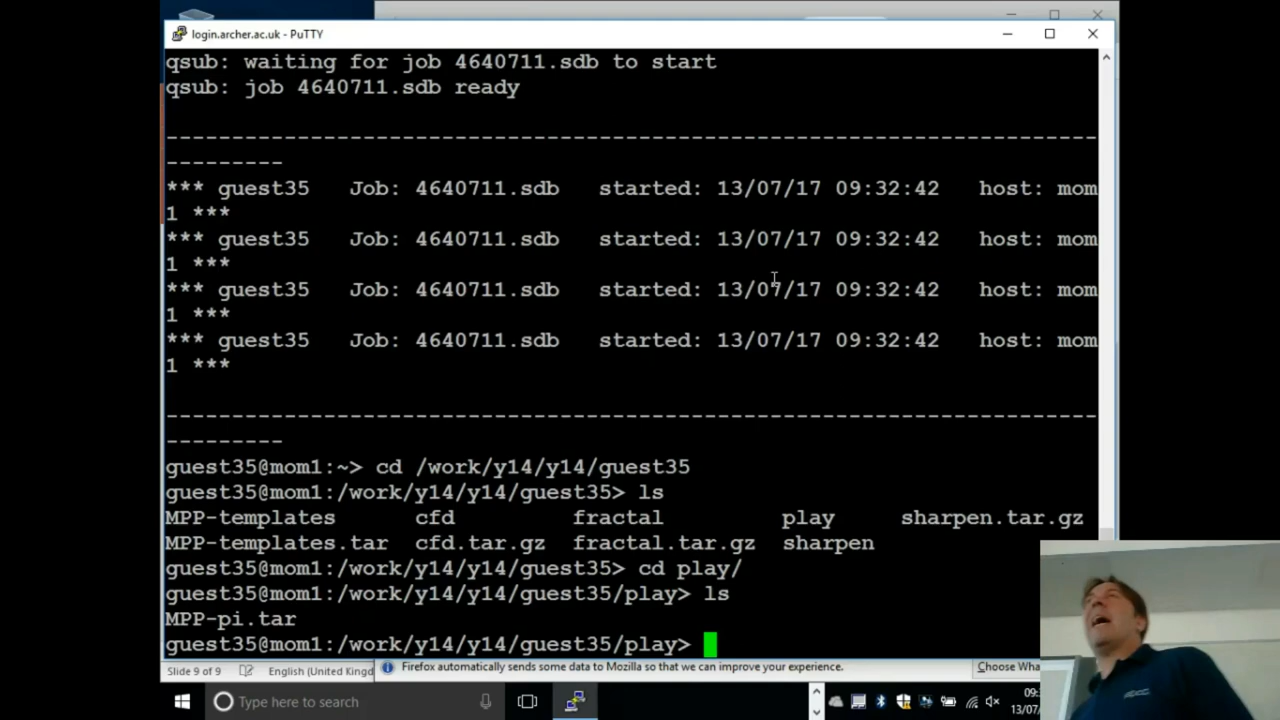 login.archer.ac.uk - PuTTY
qsub: waiting for job 4640711.sdb to start
qsub: job 4640711.sdb ready
-----------------------------------------------------------------------
---------
*** guest35   Job: 4640711.sdb   started: 13/07/17 09:32:42   host: mom
1 ***
*** guest35   Job: 4640711.sdb   started: 13/07/17 09:32:42   host: mom
1 ***
*** guest35   Job: 4640711.sdb   started: 13/07/17 09:32:42   host: mom
1 ***
*** guest35   Job: 4640711.sdb   started: 13/07/17 09:32:42   host: mom
1 ***
-----------------------------------------------------------------------
---------
guest35@mom1:~> cd /work/y14/y14/guest35
guest35@mom1:/work/y14/y14/guest35> ls
MPP-templates      cfd         fractal         play     sharpen.tar.gz
MPP-templates.tar  cfd.tar.gz  fractal.tar.gz  sharpen
guest35@mom1:/work/y14/y14/guest35> cd play/
guest35@mom1:/work/y14/y14/guest35/play> ls
MPP-pi.tar
guest35@mom1:/work/y14/y14/guest35/play>
Slide 9 of 9 English (United Kingd Firefox automatically sends some data to Mozilla so that we can improve your experience. Choose Wha
Type here to search 09:
13/07/